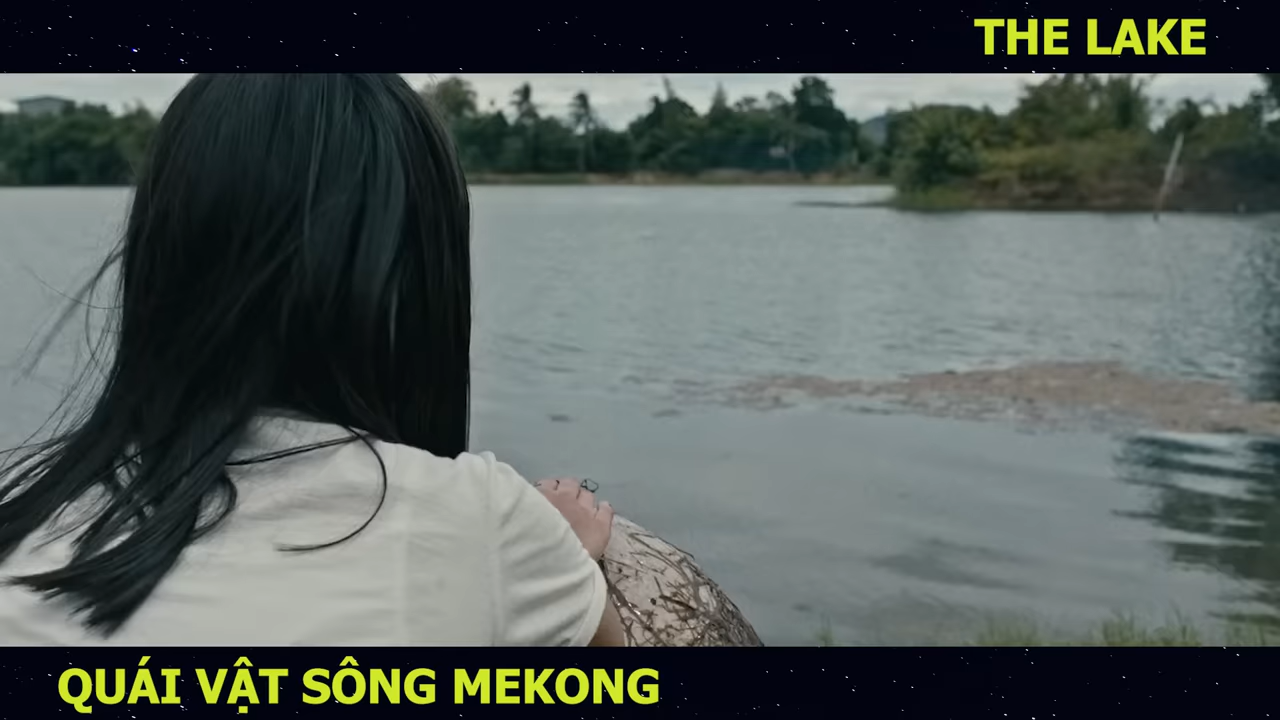 THE LAKE
QUÁI VẬT SÔNG MEKONG